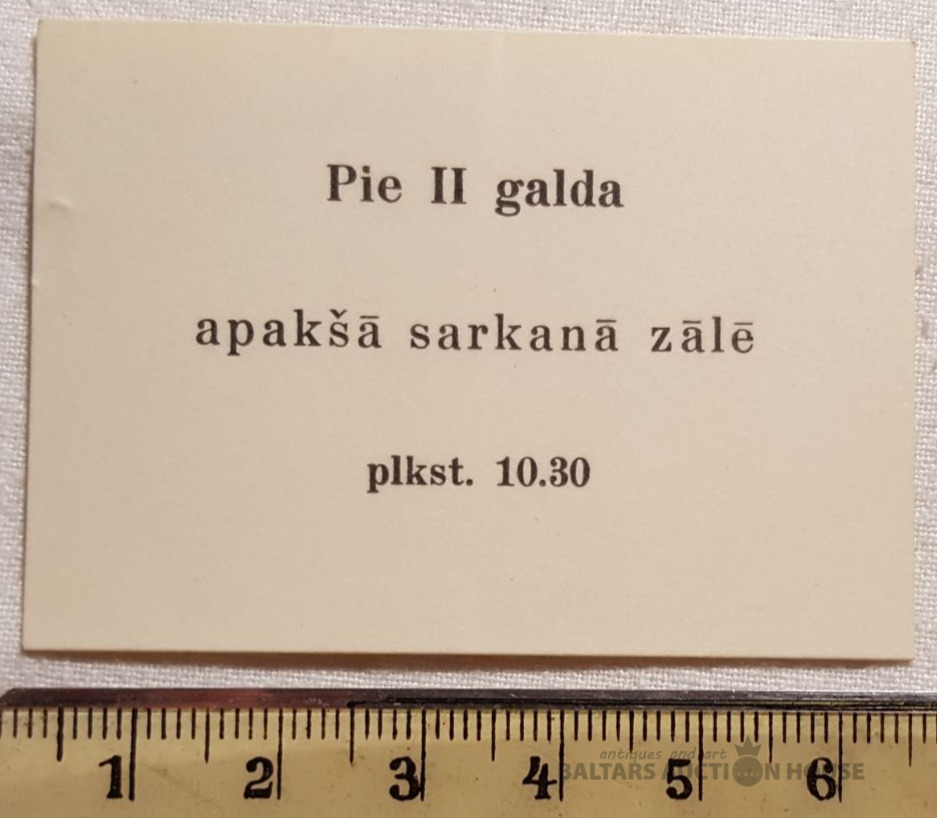 Pie II galda
apakšā sarkanā zālē
plkst. 10.30
1 2 3 4 5 6
antiques and art
BALTARS AUCTION HOUSE